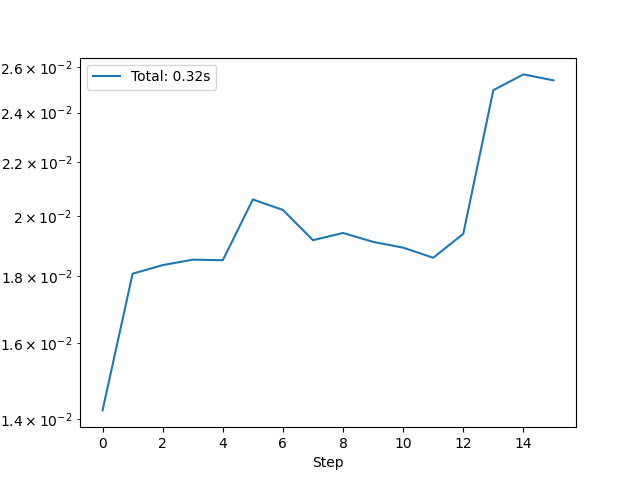 Total: 0.32s
2.6 × 10⁻²
2.4 × 10⁻²
2.2 × 10⁻²
2 × 10⁻²
1.8 × 10⁻²
1.6 × 10⁻²
1.4 × 10⁻²
0 2 4 6 8 10 12 14
Step